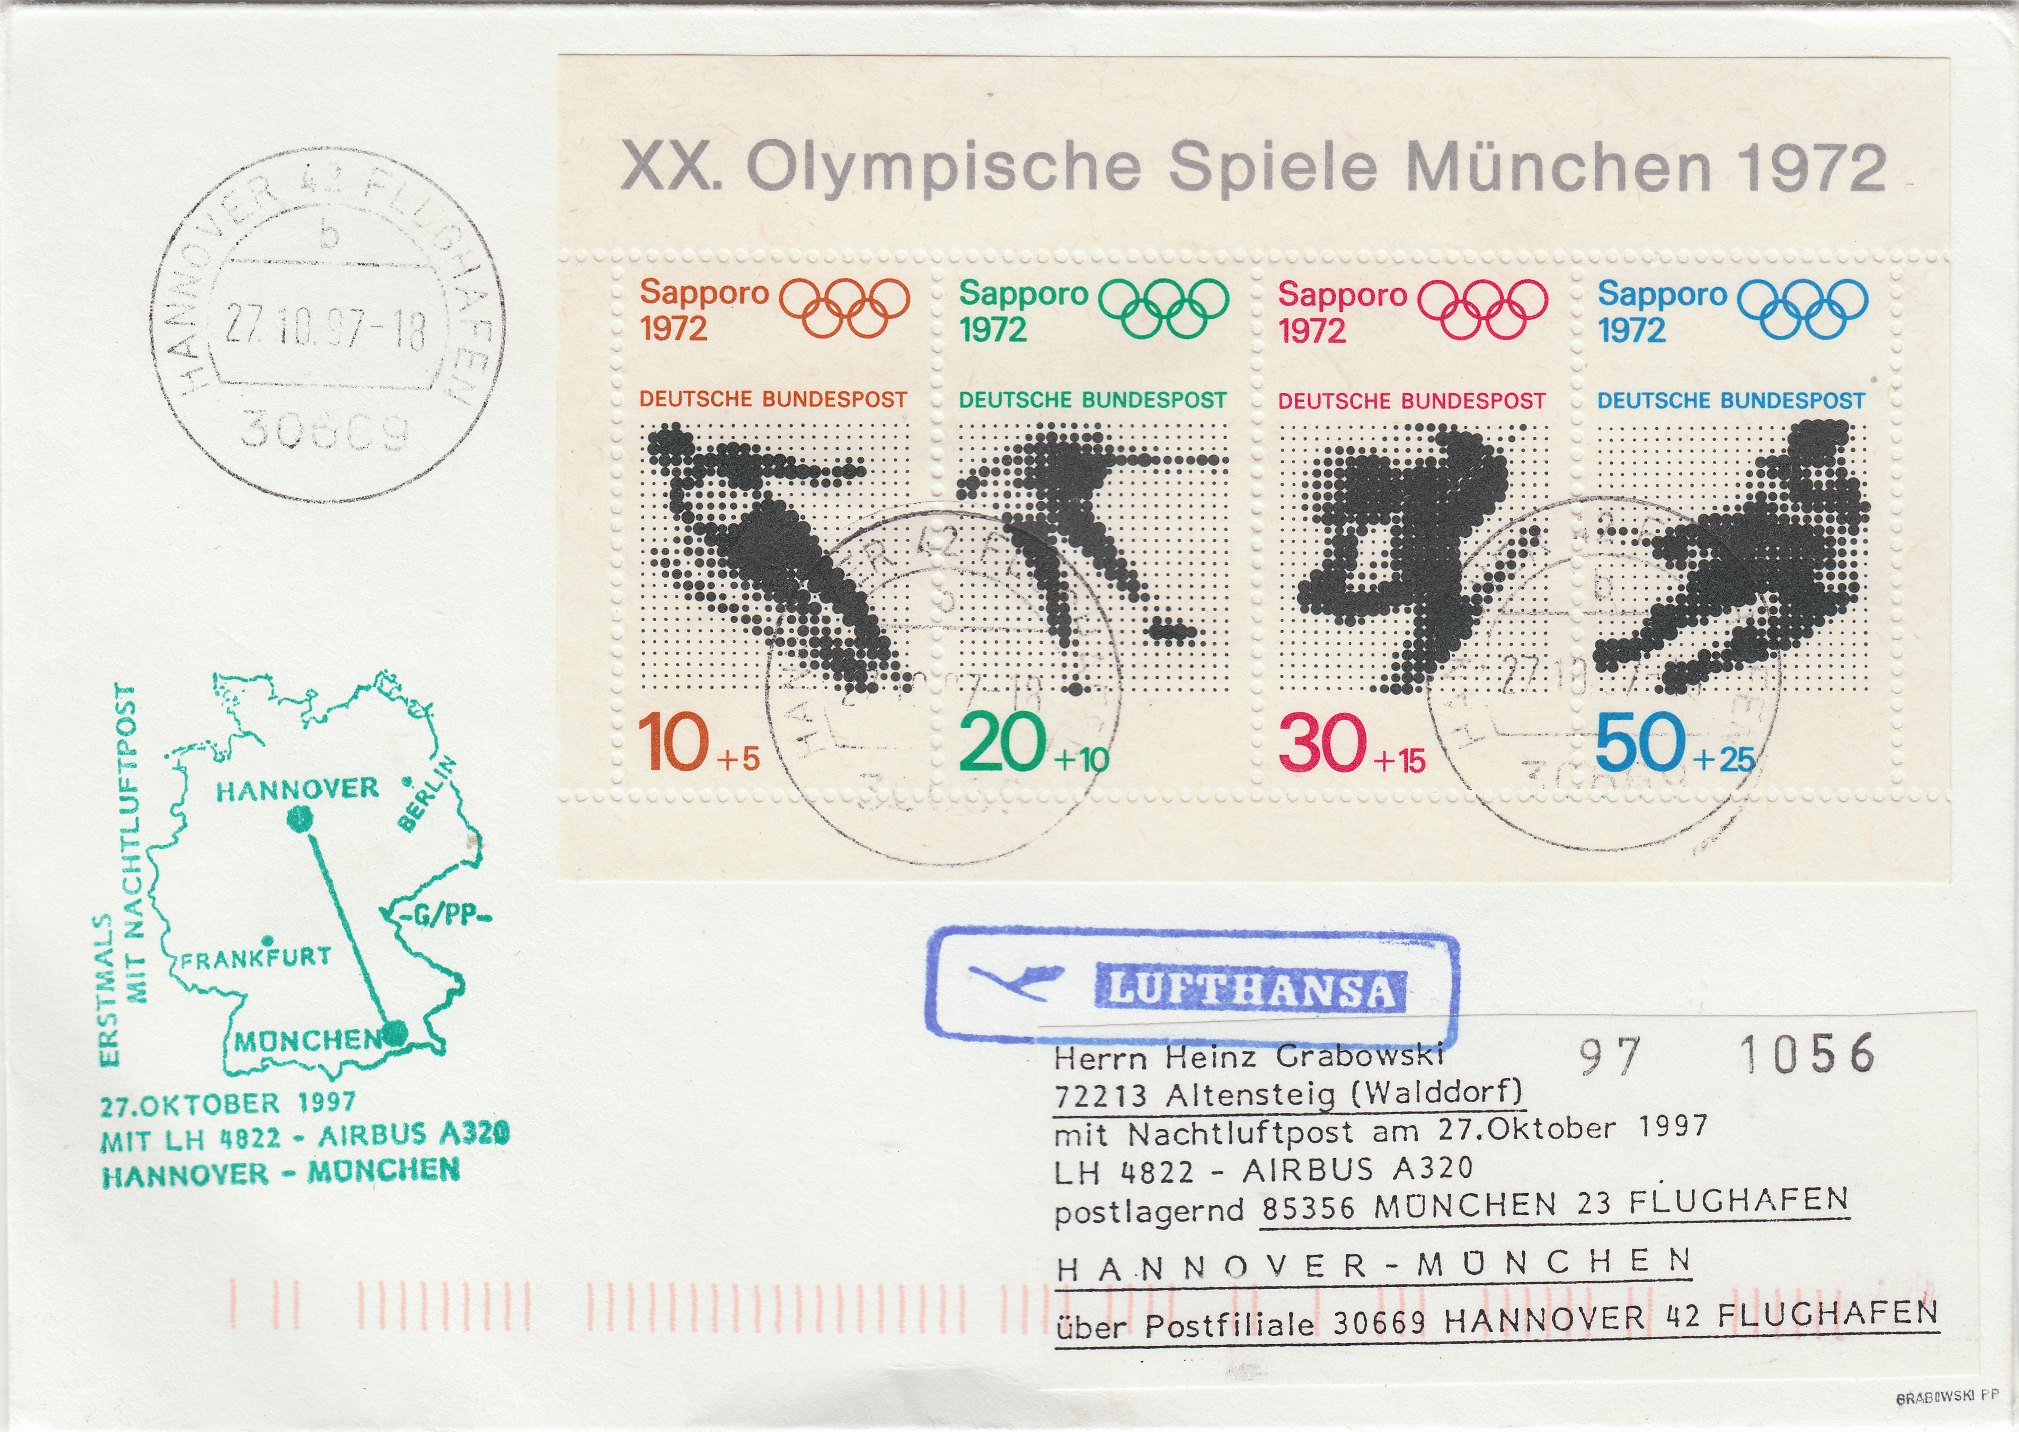 XX. Olympische Spiele München 1972
HANNOVER 42 FLUGHAFEN
b
27.10.97-18
30669
Sapporo
1972
DEUTSCHE BUNDESPOST
10+5
Sapporo
1972
DEUTSCHE BUNDESPOST
20+10
Sapporo
1972
DEUTSCHE BUNDESPOST
30+15
Sapporo
1972
DEUTSCHE BUNDESPOST
50+25
ERSTMALS
MIT NACHTLUFTPOST
HANNOVER
BERLIN
-G/PP-
FRANKFURT
MÜNCHEN
27.OKTOBER 1997
MIT LH 4822 - AIRBUS A320
HANNOVER - MÜNCHEN
LUFTHANSA
Herrn Heinz Grabowski
97 1056
72213 Altensteig (Walddorf)
mit Nachtluftpost am 27.Oktober 1997
LH 4822 - AIRBUS A320
postlagernd 85356 MÜNCHEN 23 FLUGHAFEN
HANNOVER-MÜNCHEN
über Postfiliale 30669 HANNOVER 42 FLUGHAFEN
GRABOWSKI PP